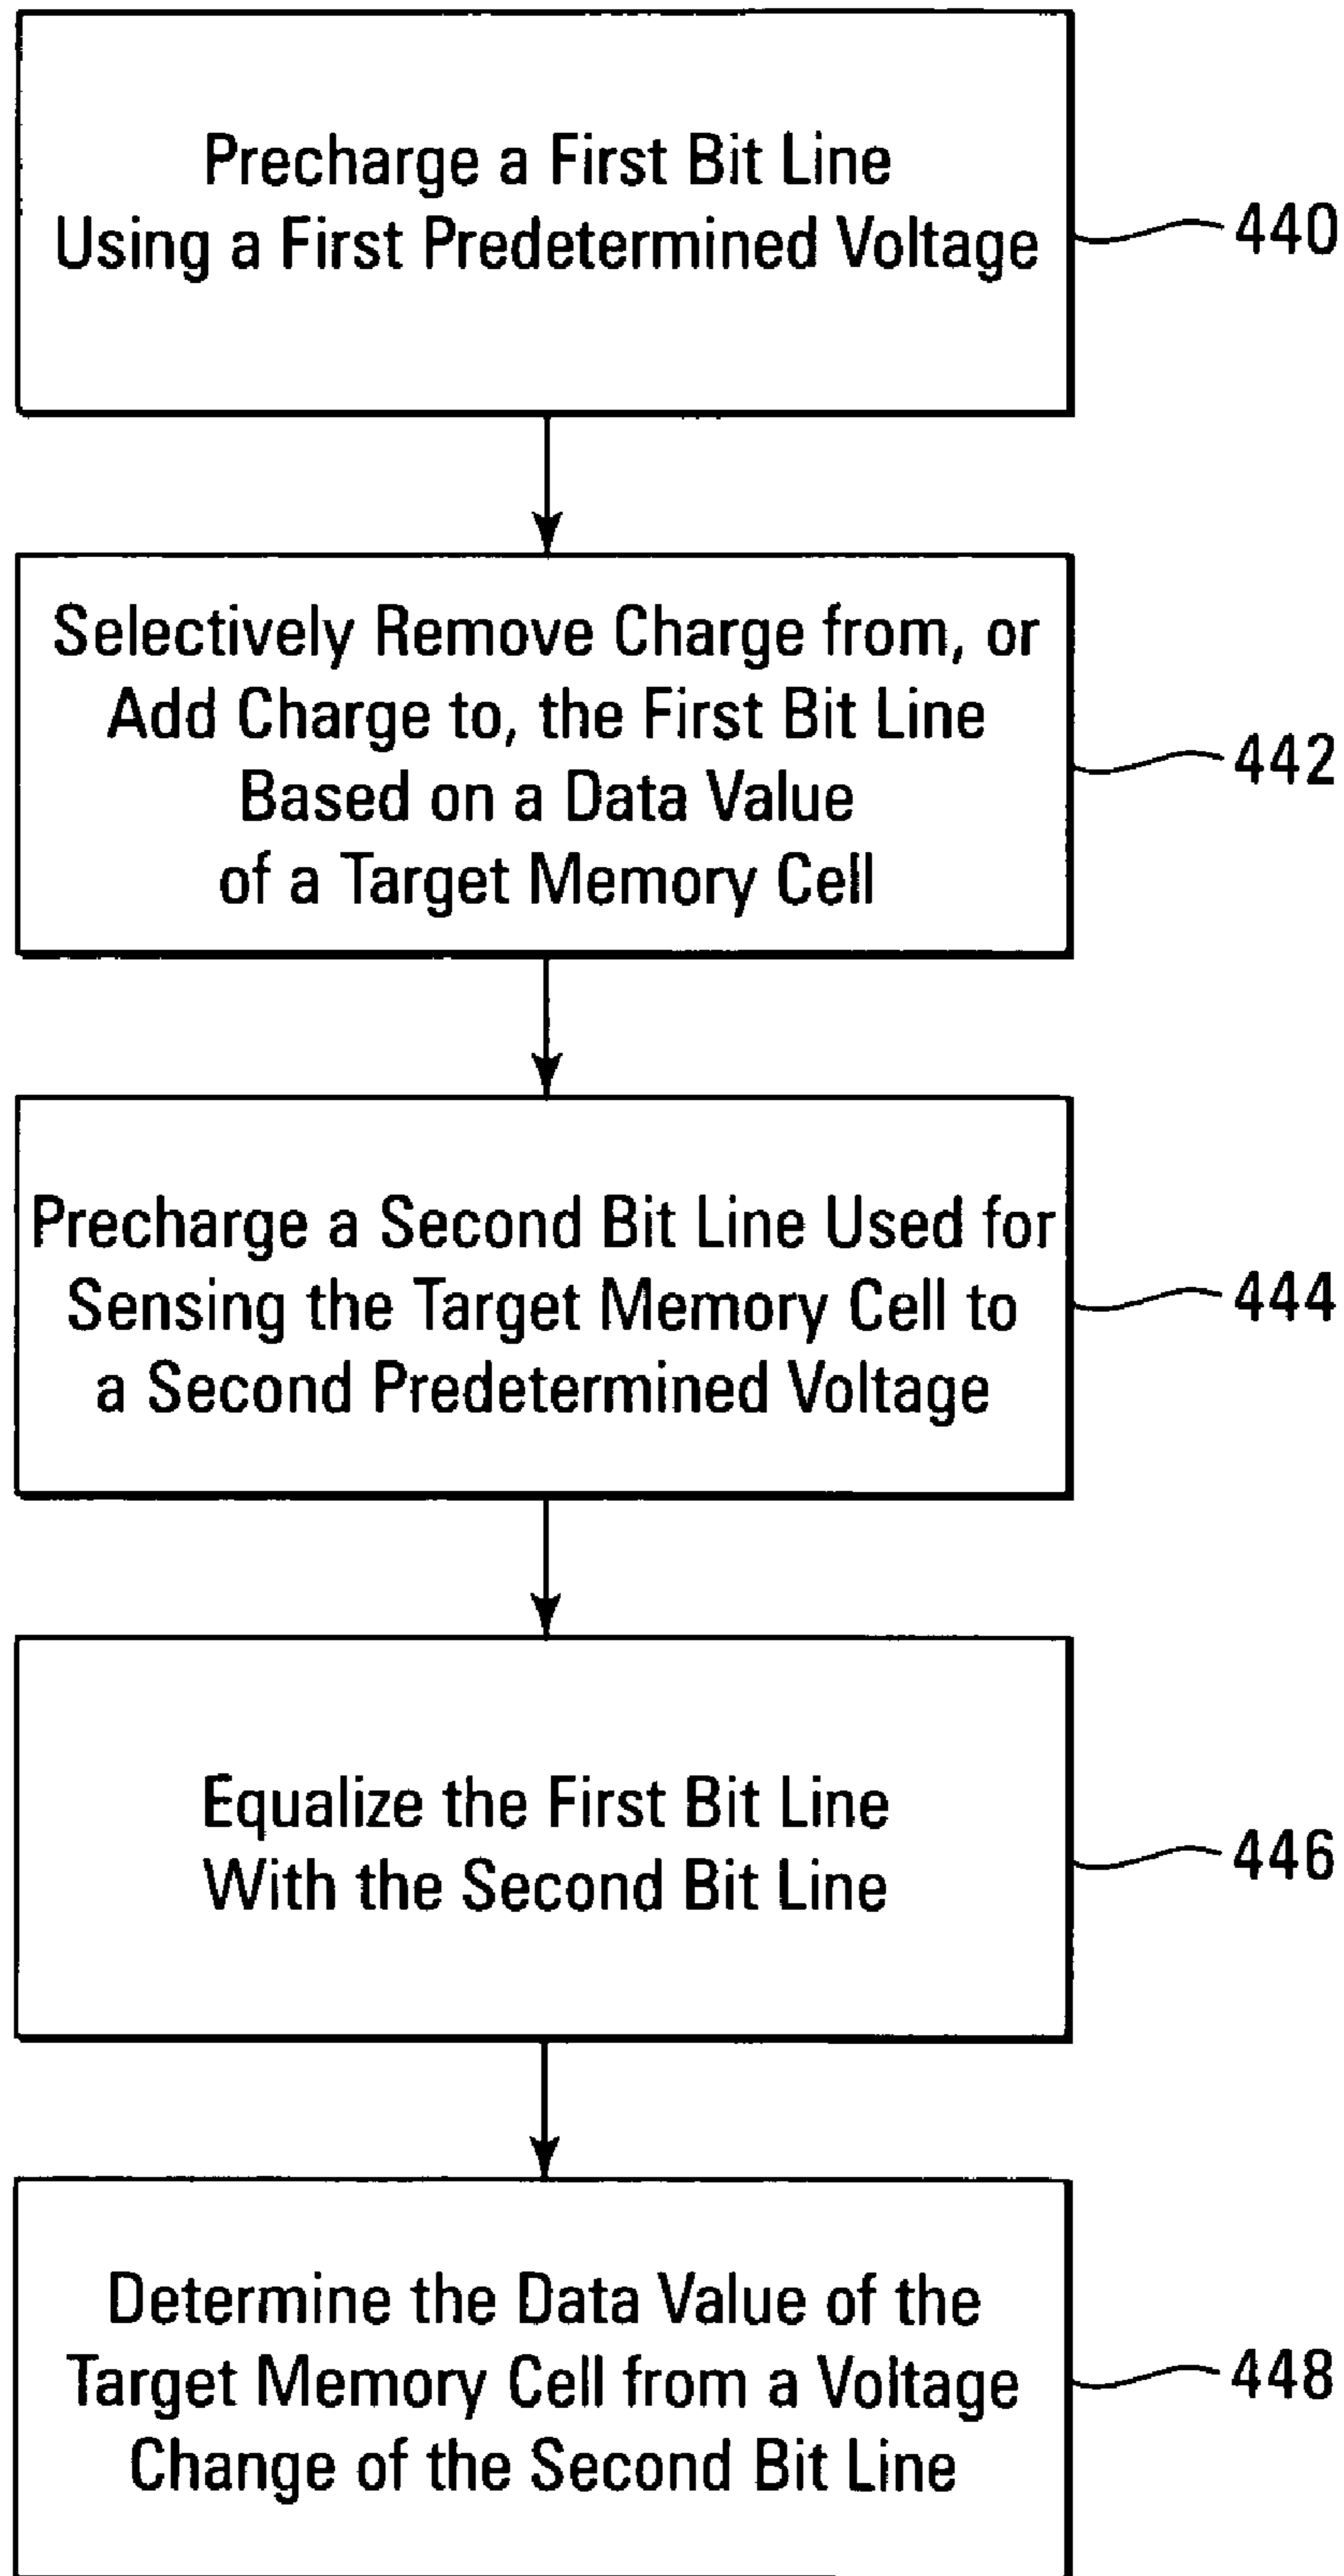 Precharge a First Bit Line
Using a First Predetermined Voltage
440
Selectively Remove Charge from, or
Add Charge to, the First Bit Line
Based on a Data Value
of a Target Memory Cell
442
Precharge a Second Bit Line Used for
Sensing the Target Memory Cell to
a Second Predetermined Voltage
444
Equalize the First Bit Line
With the Second Bit Line
446
Determine the Data Value of the
Target Memory Cell from a Voltage
Change of the Second Bit Line
448